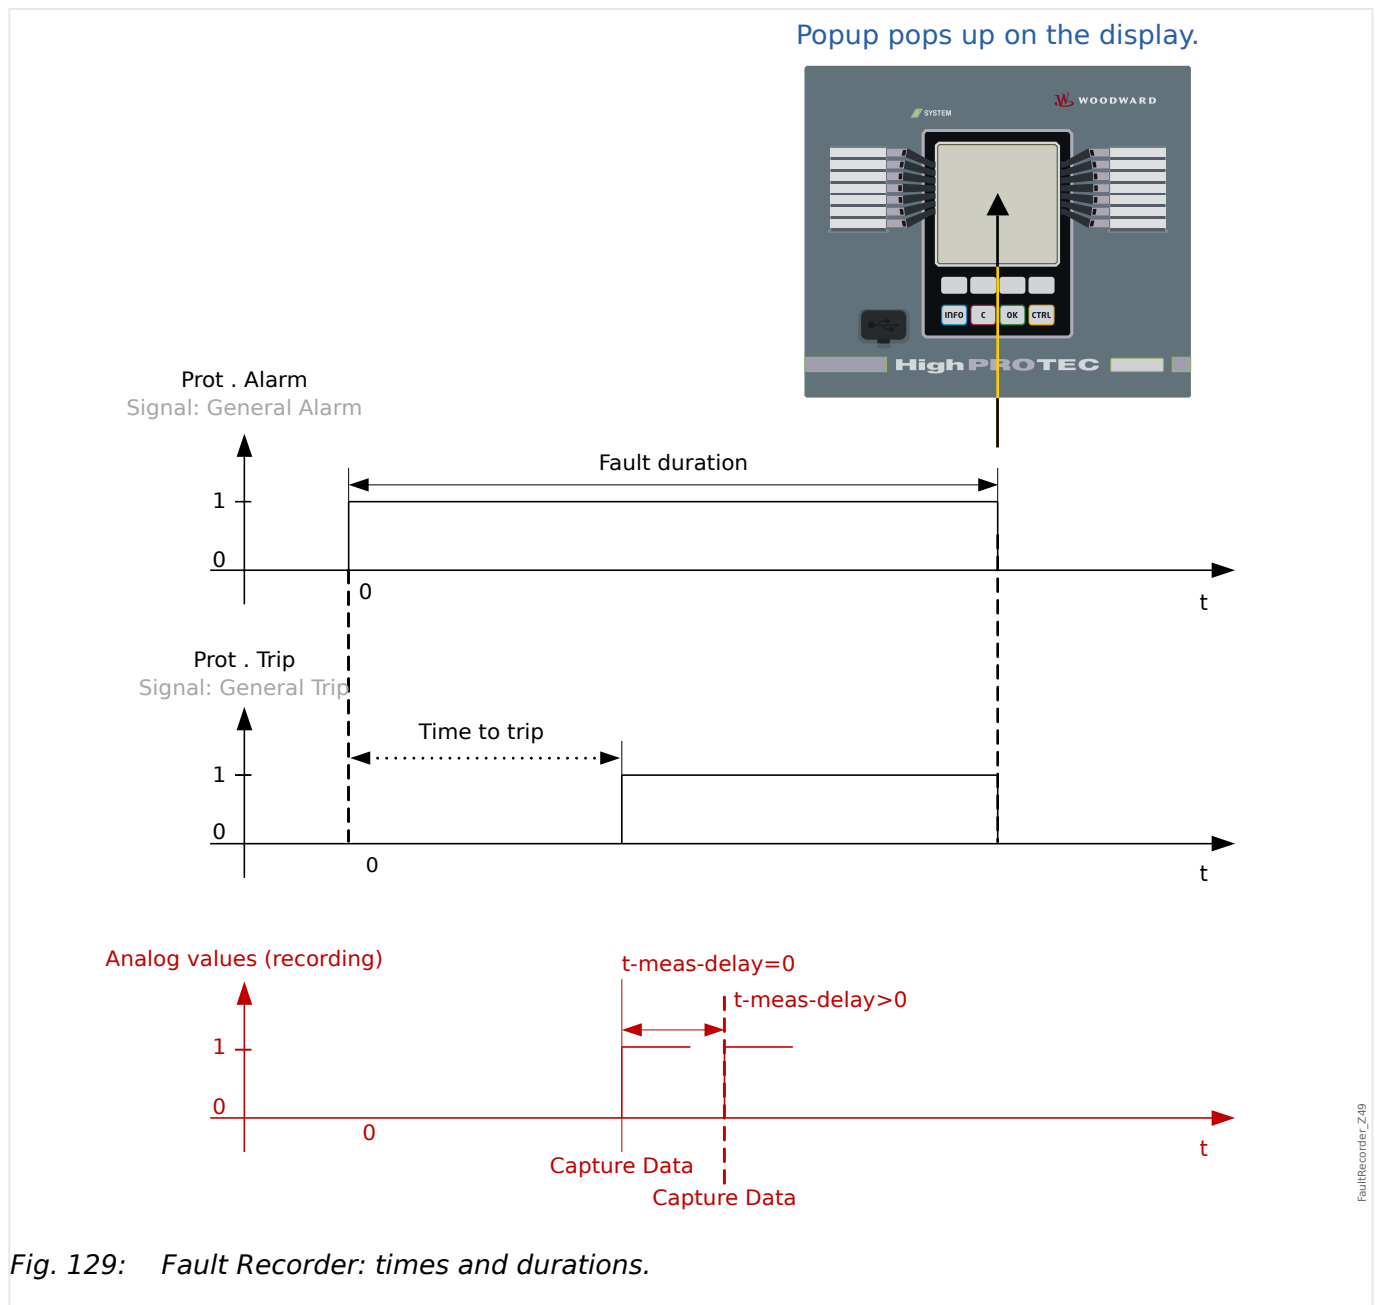 Popup pops up on the display.
WOODWARD
SYSTEM
INFO C OK CTRL
HighPROTEC
Prot . Alarm
Signal: General Alarm
Fault duration
1
0
0
t
Prot . Trip
Signal: General Trip
Time to trip
1
0
0
t
Analog values (recording)
t-meas-delay=0
t-meas-delay>0
1
0
0
t
Capture Data
Capture Data
FaultRecorder_Z49
Fig. 129: Fault Recorder: times and durations.